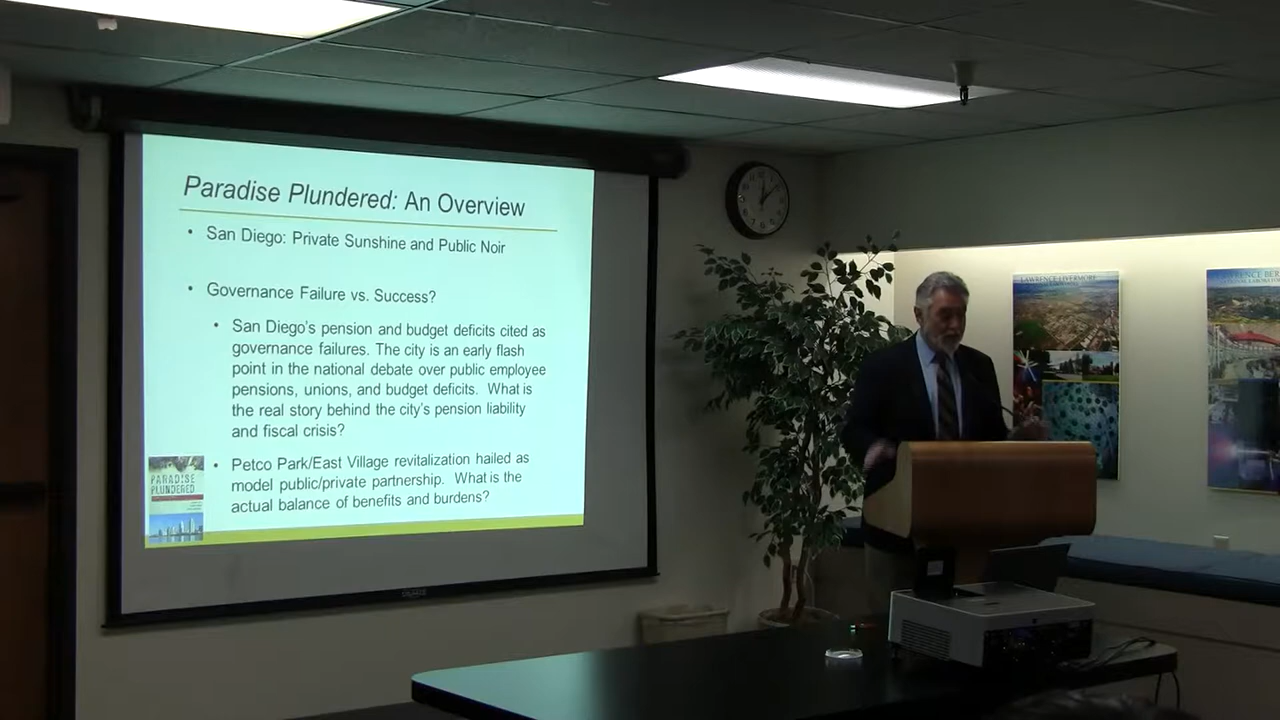 Paradise Plundered: An Overview
• San Diego: Private Sunshine and Public Noir
• Governance Failure vs. Success?
• San Diego's pension and budget deficits cited as
governance failures. The city is an early flash
point in the national debate over public employee
pensions, unions, and budget deficits. What is
the real story behind the city's pension liability
and fiscal crisis?
• Petco Park/East Village revitalization hailed as
model public/private partnership. What is the
actual balance of benefits and burdens?
PARADISE
PLUNDERED
LAWRENCE LIVERMORE